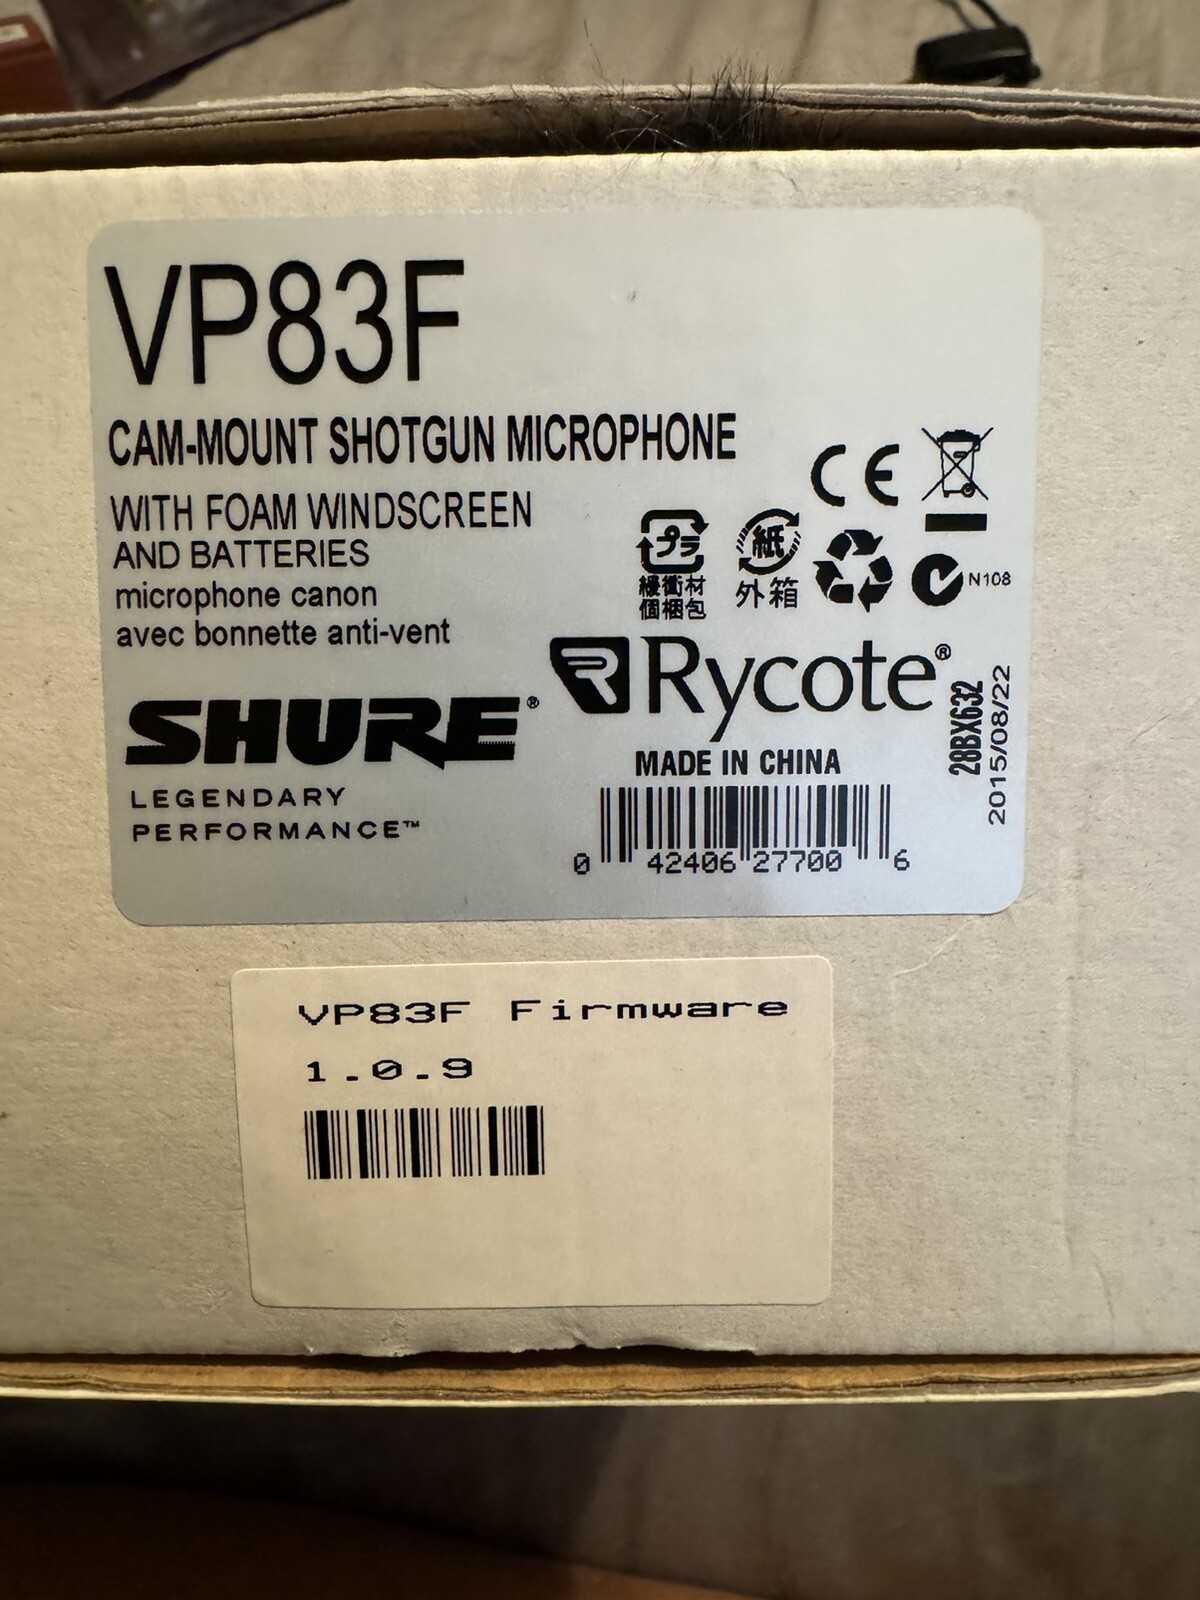 VP83F
CAM-MOUNT SHOTGUN MICROPHONE
WITH FOAM WINDSCREEN
AND BATTERIES
microphone canon
avec bonnette anti-vent
CE
プラ
緩衝材
個梱包
紙
外箱
N108
SHURE®
LEGENDARY
PERFORMANCE™
Rycote®
MADE IN CHINA
28BX632
2015/08/22
0 42406 27700 6
VP83F Firmware
1.0.9